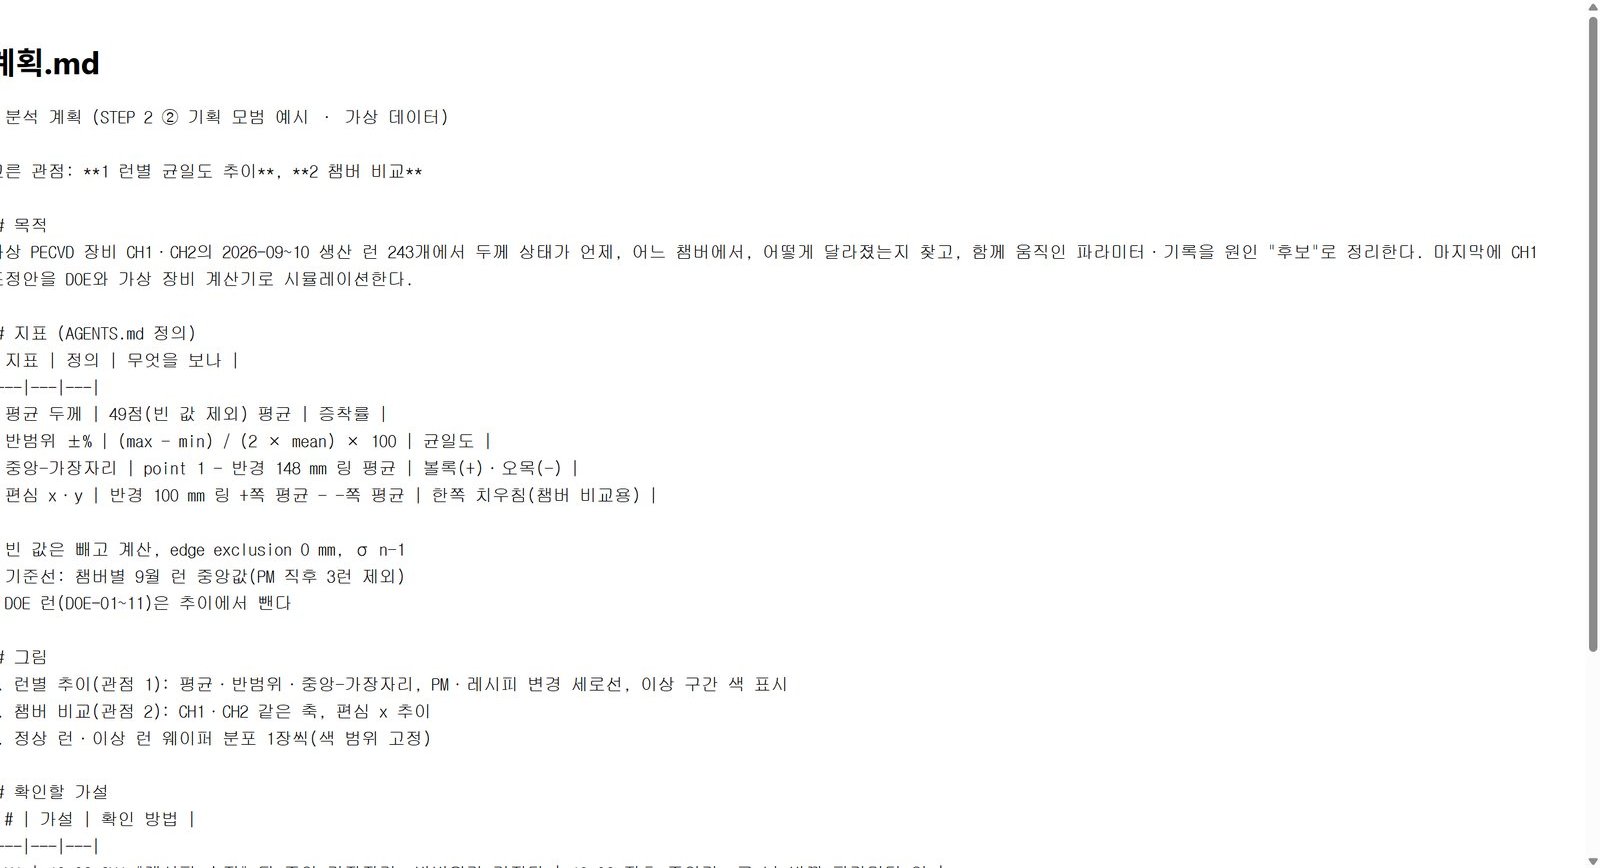 계획.md
분석 계획 (STEP 2 ② 기획 모범 예시 · 가상 데이터)
관점: **1 런별 균일도 추이**, **2 챔버 비교**
# 목적
PECVD 장비 CH1·CH2의 2026-09~10 생산 런 243개에서 두께 상태가 언제, 어느 챔버에서, 어떻게 달라졌는지 찾고, 함께 움직인 파라미터·기록을 원인 "후보"로 정리한다. 마지막에 CH1
DOE와 가상 장비 계산기로 시뮬레이션한다.
# 지표 (AGENTS.md 정의)
지표 | 정의 | 무엇을 보나 |
---|---|---|
평균 두께 | 49점(빈 값 제외) 평균 | 증착률 |
반범위 ±% | (max - min) / (2 × mean) × 100 | 균일도 |
중앙-가장자리 | point 1 - 반경 148 mm 링 평균 | 볼록(+)·오목(-) |
편심 x·y | 반경 100 mm 링 +쪽 평균 - -쪽 평균 | 한쪽 치우침(챔버 비교용) |
빈 값은 빼고 계산, edge exclusion 0 mm, σ n-1
기준선: 챔버별 9월 런 중앙값(PM 직후 3런 제외)
DOE 런(DOE-01~11)은 추이에서 뺀다
# 그림
. 런별 추이(관점 1): 평균·반범위·중앙-가장자리, PM·레시피 변경 세로선, 이상 구간 색 표시
. 챔버 비교(관점 2): CH1·CH2 같은 축, 편심 x 추이
. 정상 런·이상 런 웨이퍼 분포 1장씩(색 범위 고정)
# 확인할 가설
# | 가설 | 확인 방법 |
---|---|---|